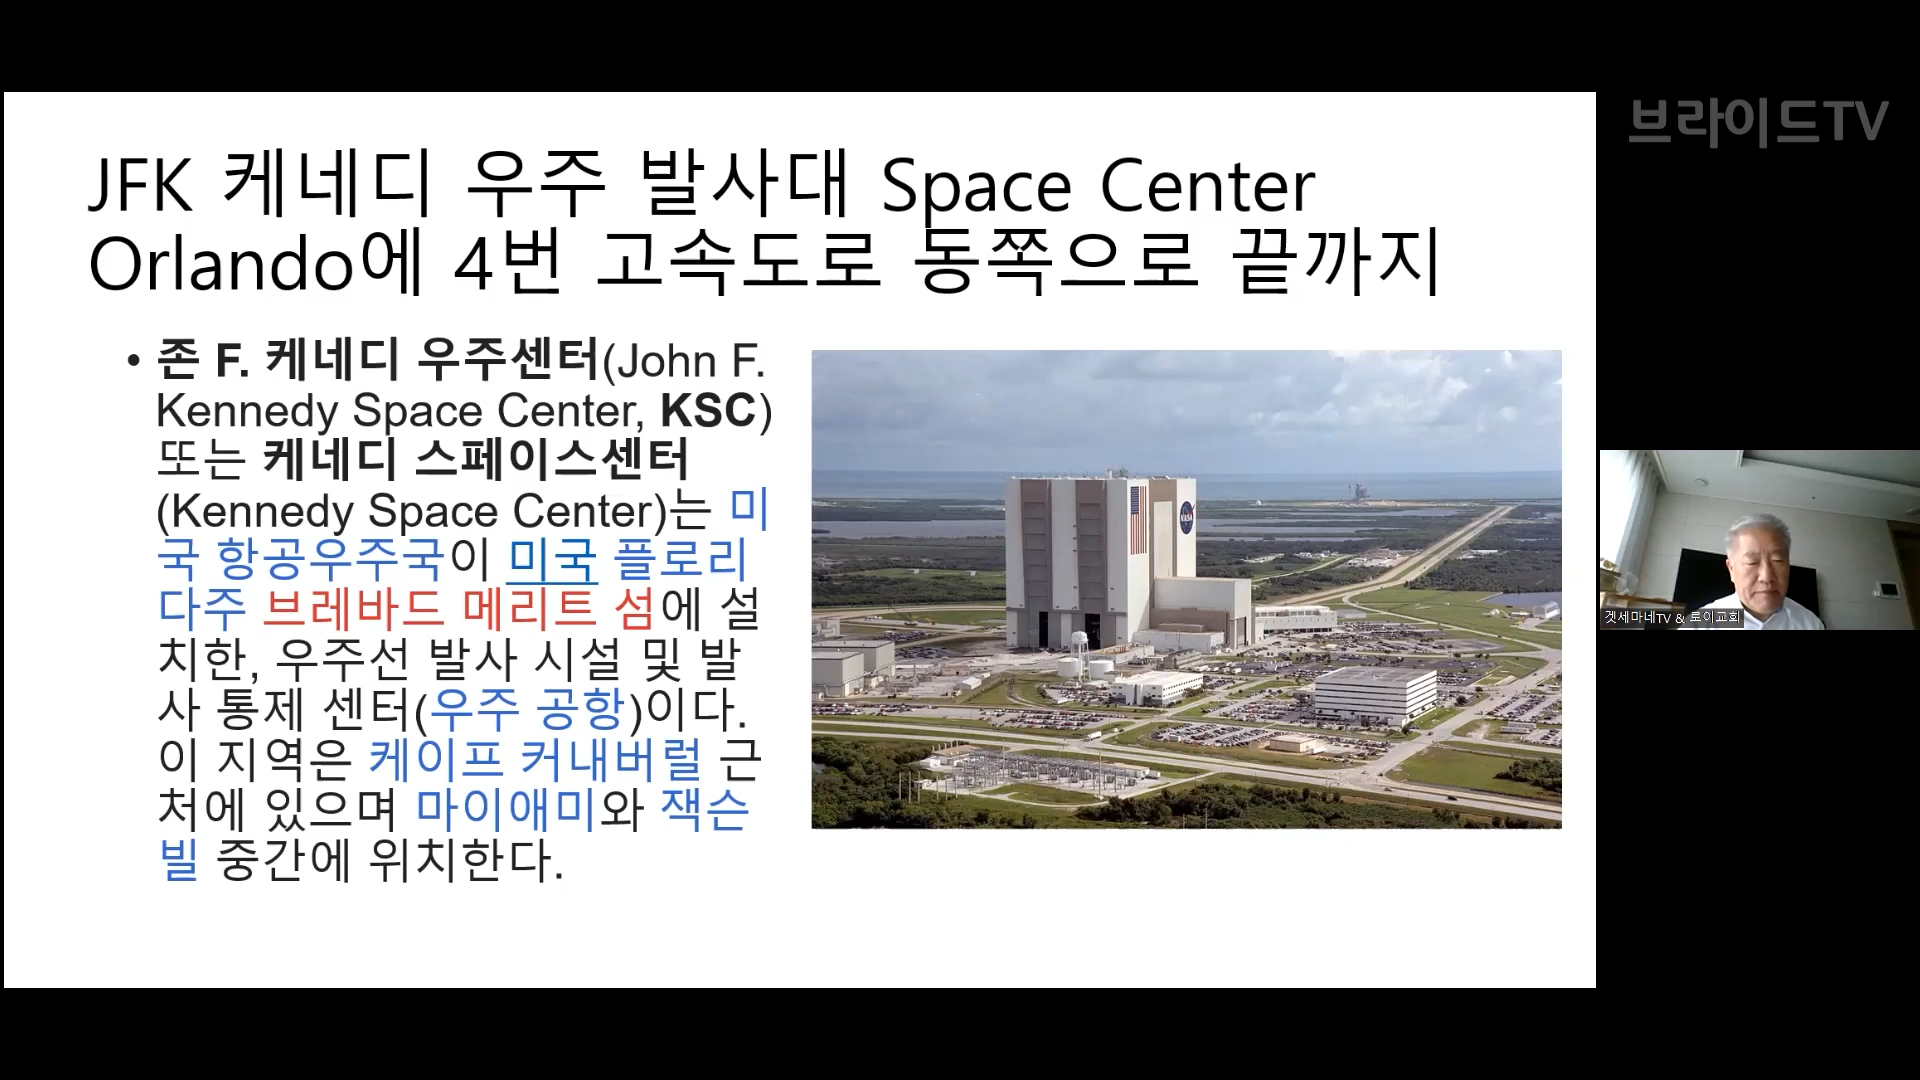 브라이드TV
JFK 케네디 우주 발사대 Space Center
Orlando에 4번 고속도로 동쪽으로 끝까지
• 존 F. 케네디 우주센터(John F.
Kennedy Space Center, KSC)
또는 케네디 스페이스센터
(Kennedy Space Center)는 미
국 항공우주국이 미국 플로리
다주 브레바드 메리트 섬에 설
치한, 우주선 발사 시설 및 발
사 통제 센터(우주 공항)이다.
이 지역은 케이프 커내버럴 근
처에 있으며 마이애미와 잭슨
빌 중간에 위치한다.
NASA
겟세마네TV & 로이교회